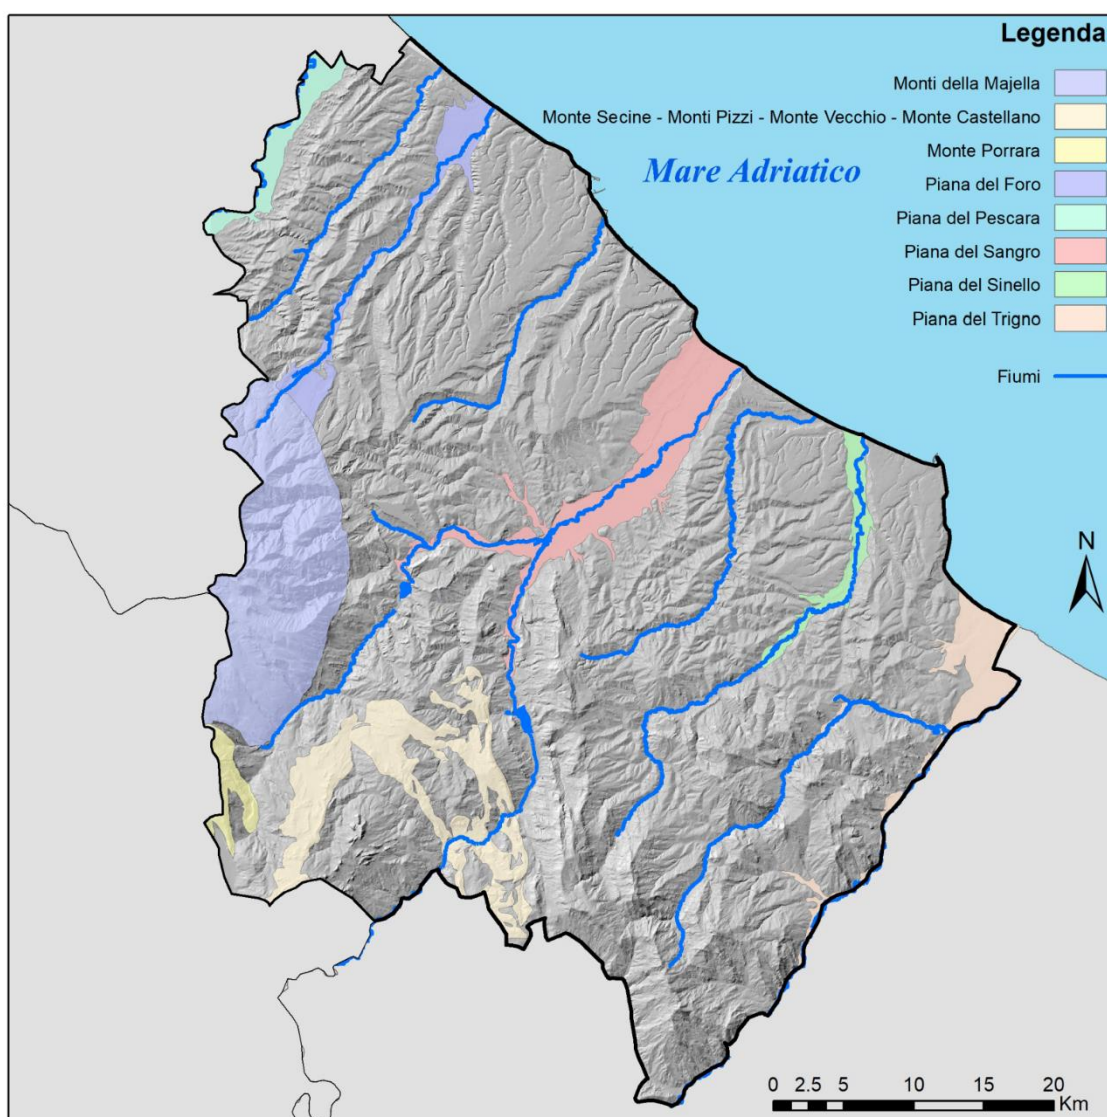 Legenda
Monti della Majella
Monte Secine - Monti Pizzi - Monte Vecchio - Monte Castellano
Monte Porrara
Mare Adriatico
Piana del Foro
Piana del Pescara
Piana del Sangro
Piana del Sinello
Piana del Trigno
Fiumi
N
0 2.5 5 10 15 20
Km